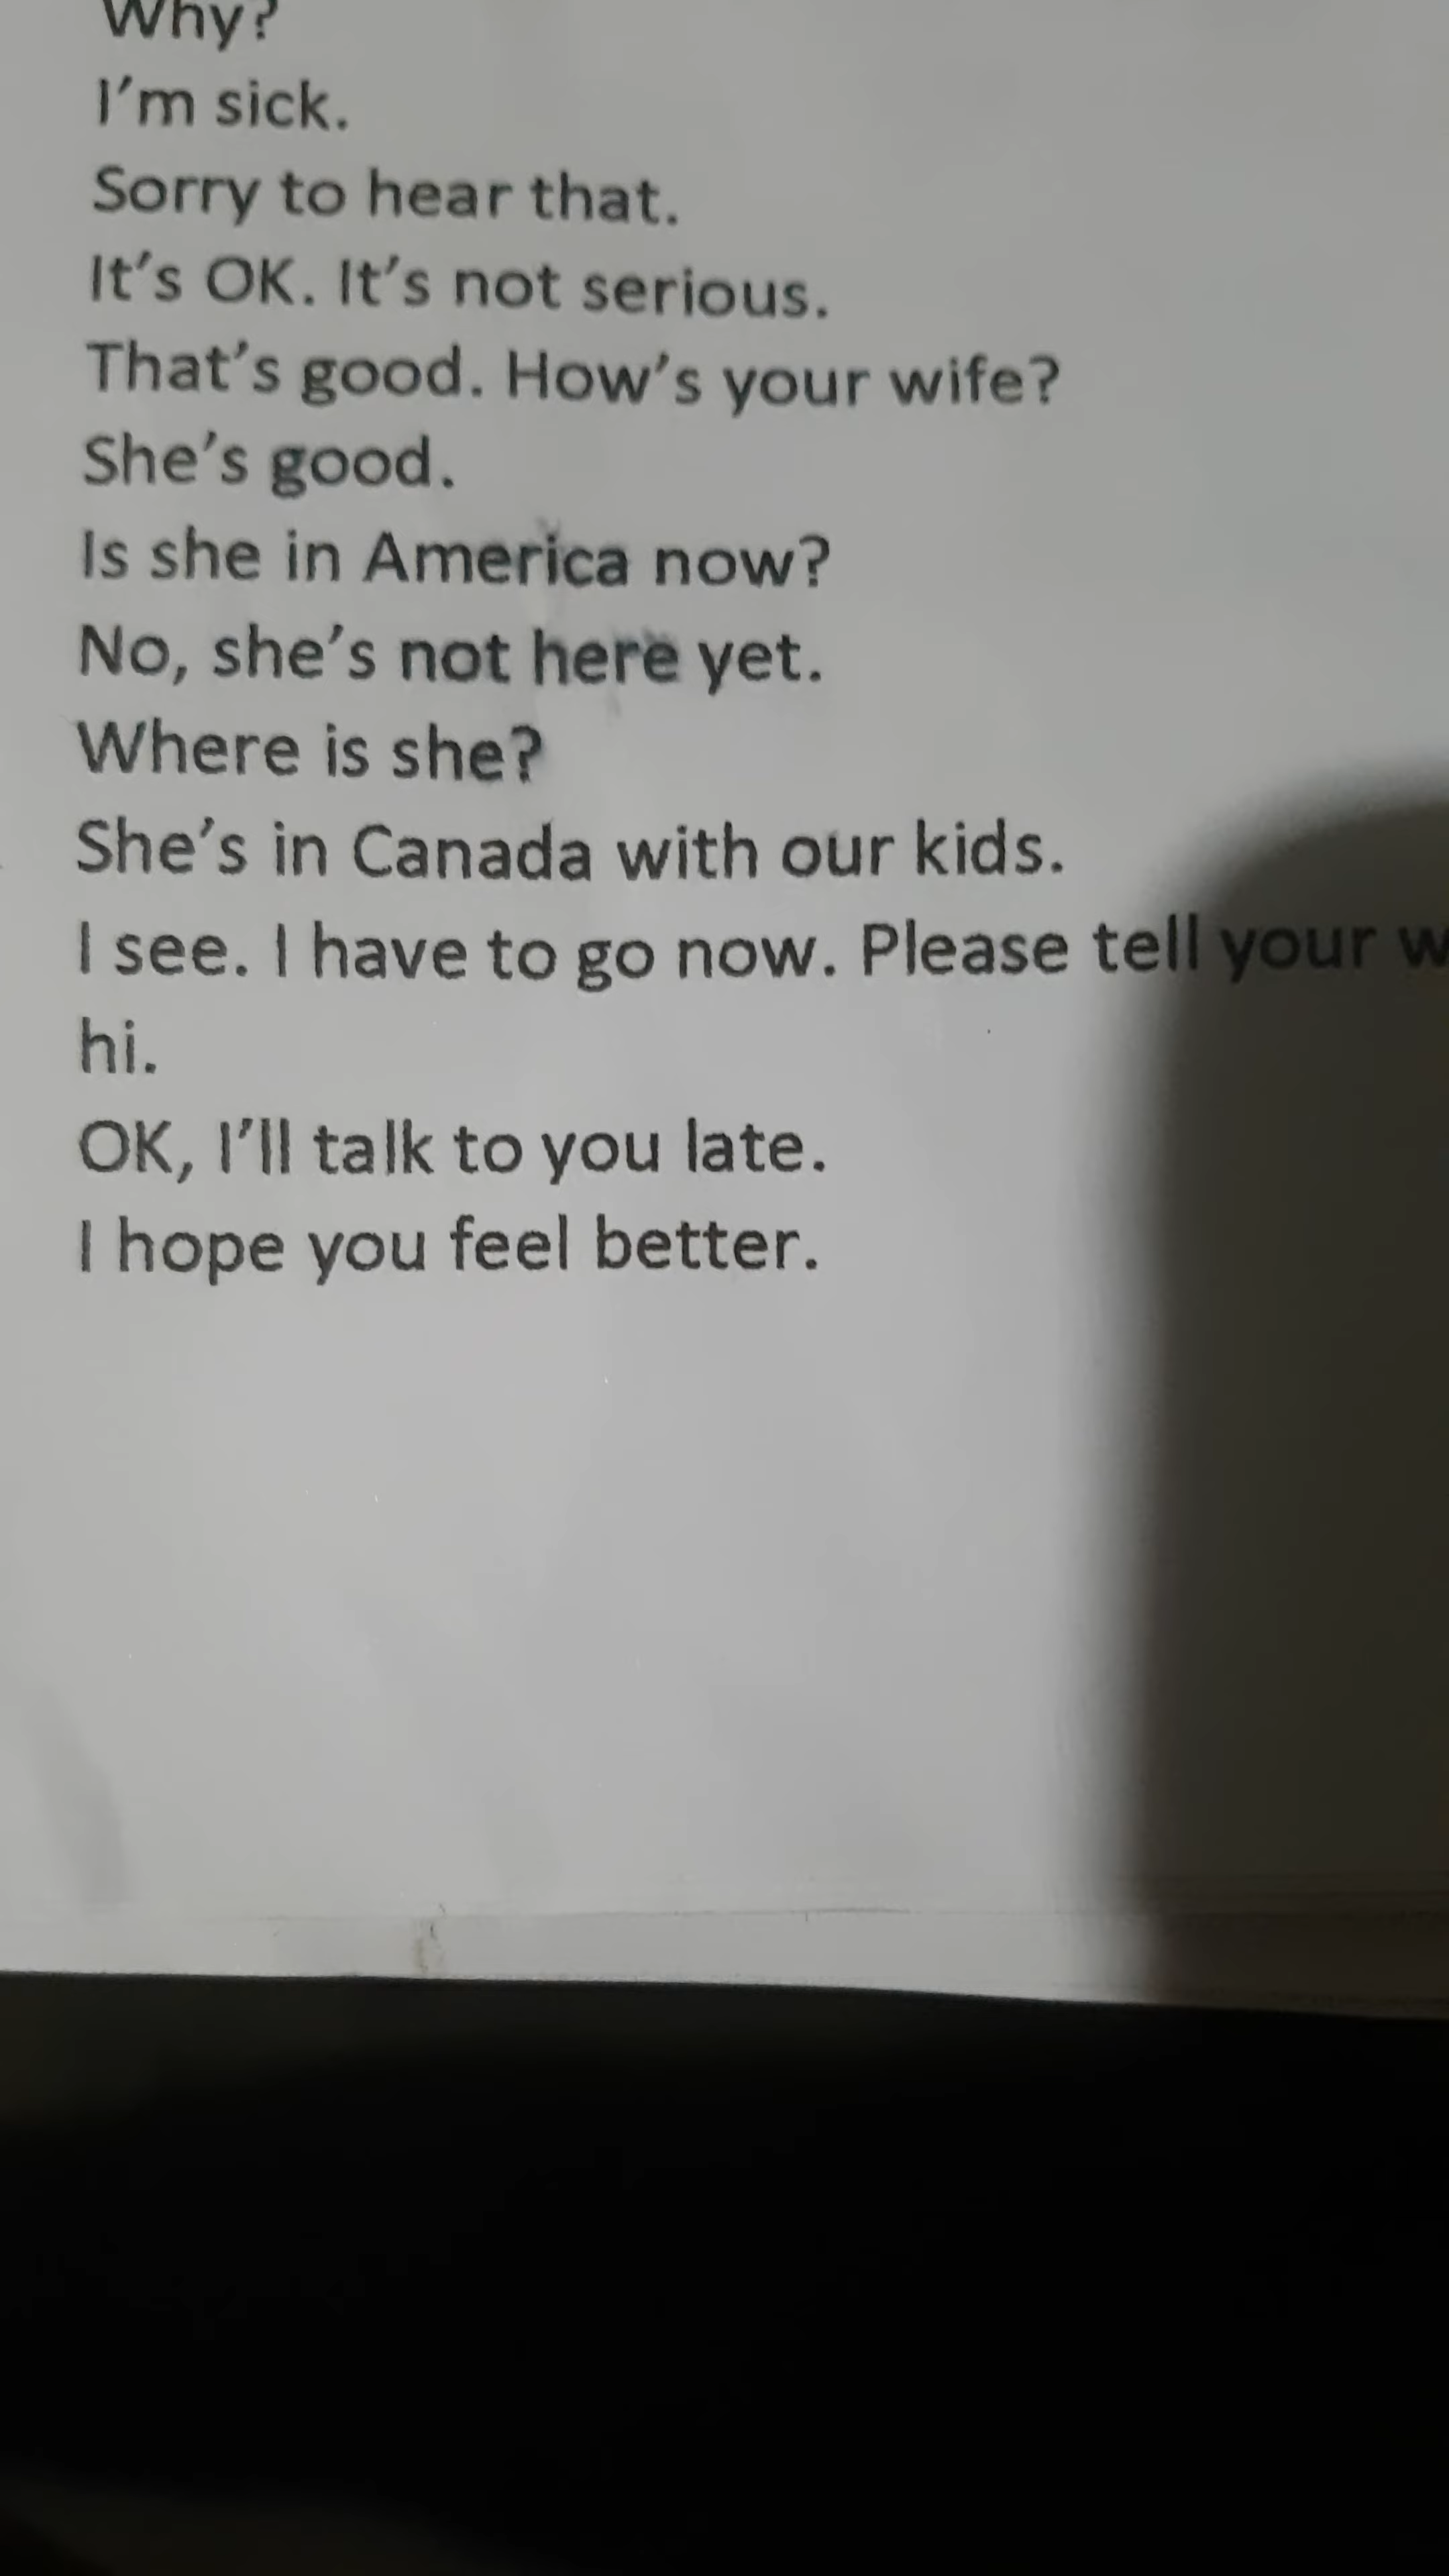 Why?
I'm sick.
Sorry to hear that.
It's OK. It's not serious.
That's good. How's your wife?
She's good.
Is she in America now?
No, she's not here yet.
Where is she?
She's in Canada with our kids.
I see. I have to go now. Please tell your
hi.
OK, I'll talk to you late.
I hope you feel better.